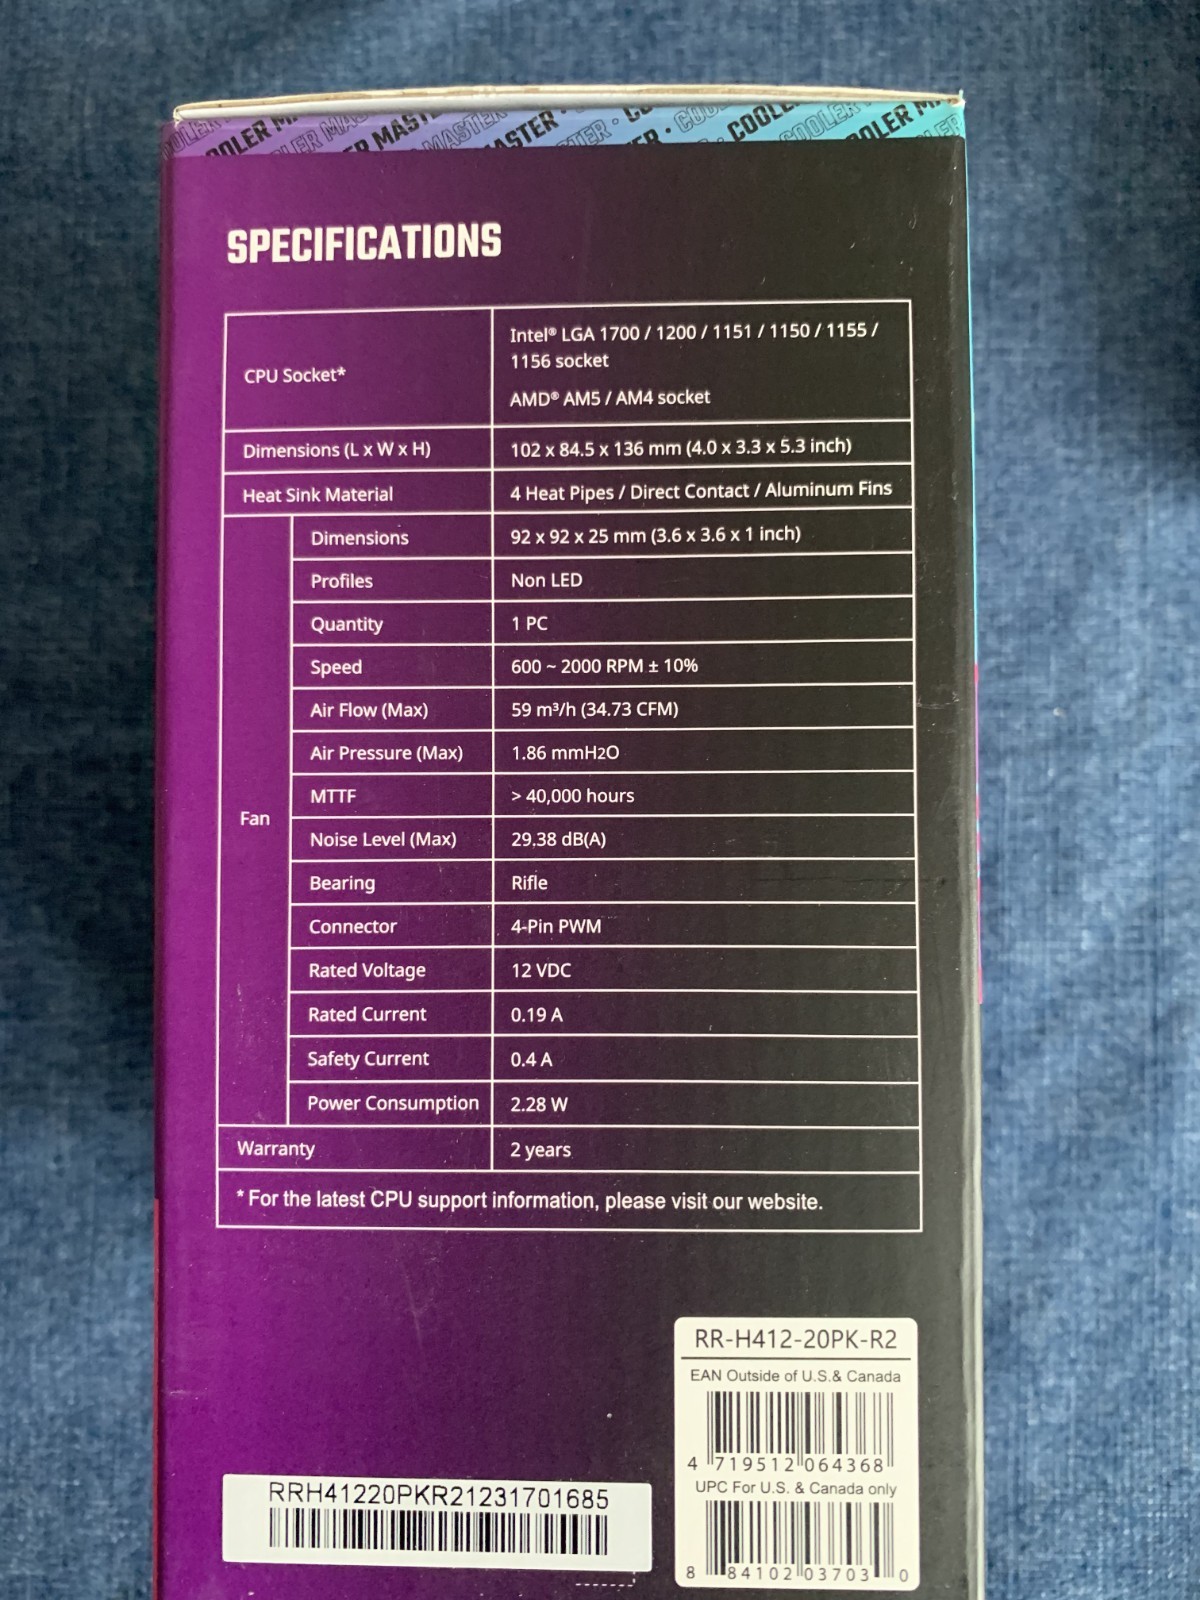 COOLER MASTER · COOLER MASTER
SPECIFICATIONS
CPU Socket*
Intel® LGA 1700 / 1200 / 1151 / 1150 / 1155 /
1156 socket
AMD® AM5 / AM4 socket
Dimensions (L x W x H) 102 x 84.5 x 136 mm (4.0 x 3.3 x 5.3 inch)
Heat Sink Material 4 Heat Pipes / Direct Contact / Aluminum Fins
Fan
Dimensions 92 x 92 x 25 mm (3.6 x 3.6 x 1 inch)
Profiles Non LED
Quantity 1 PC
Speed 600 ~ 2000 RPM ± 10%
Air Flow (Max) 59 m³/h (34.73 CFM)
Air Pressure (Max) 1.86 mmH2O
MTTF > 40,000 hours
Noise Level (Max) 29.38 dB(A)
Bearing Rifle
Connector 4-Pin PWM
Rated Voltage 12 VDC
Rated Current 0.19 A
Safety Current 0.4 A
Power Consumption 2.28 W
Warranty 2 years
* For the latest CPU support information, please visit our website.
RR-H412-20PK-R2
EAN Outside of U.S.& Canada
4 719512 064368
UPC For U.S. & Canada only
8 84102 03703 0
RRH41220PKR21231701685